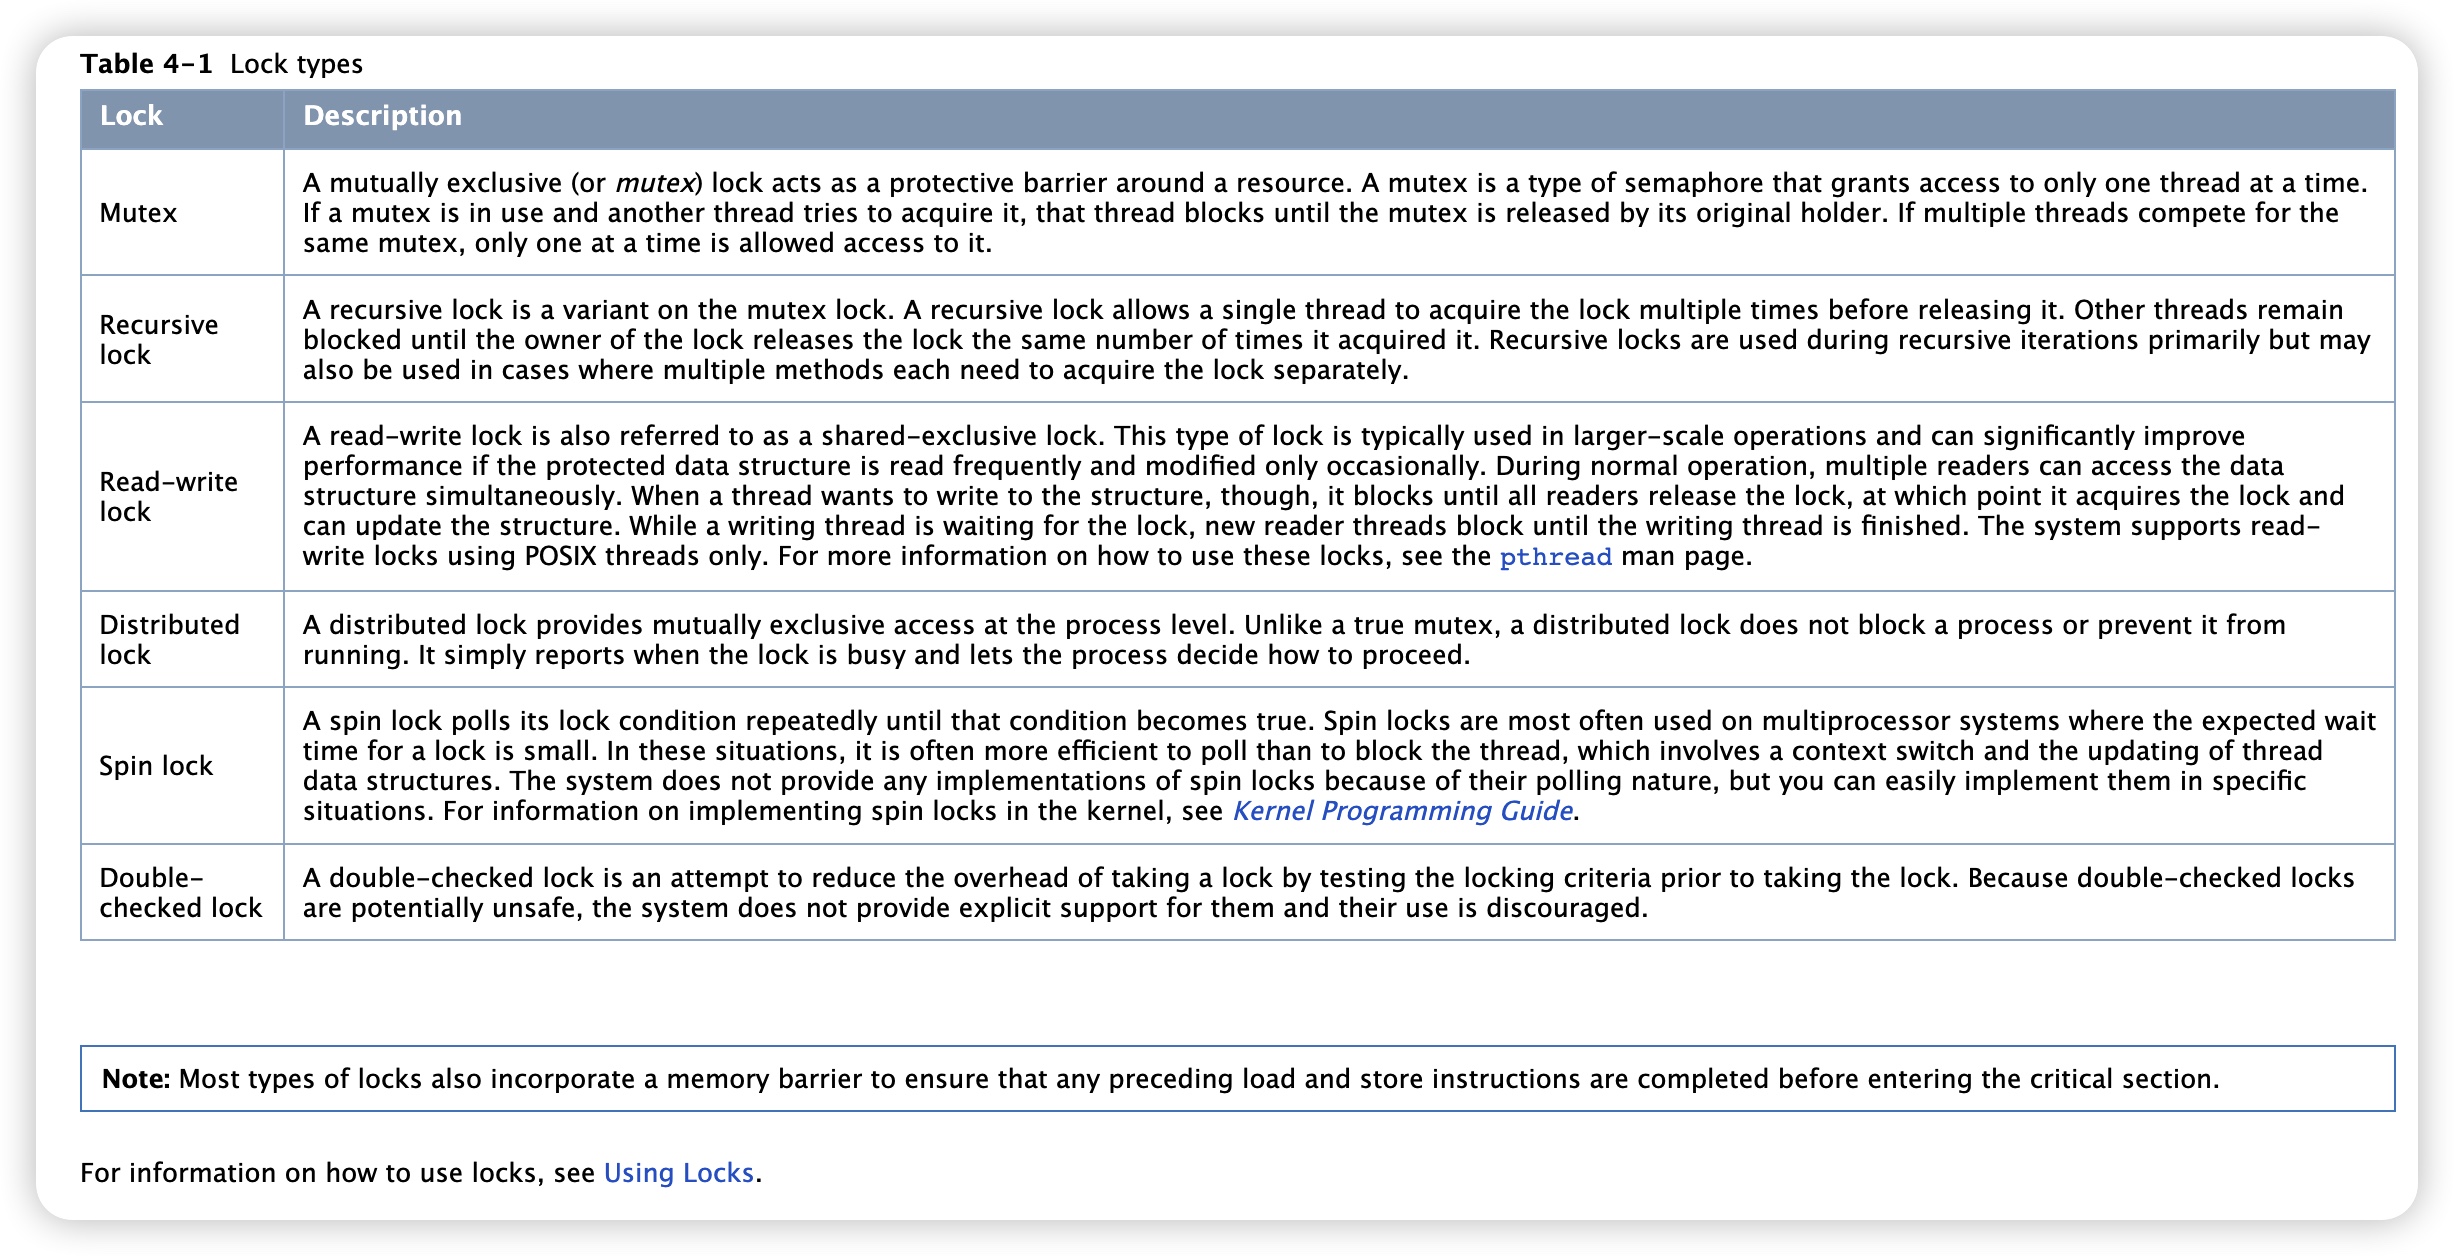 Table 4-1 Lock types
Lock
Description
Mutex
A mutually exclusive (or mutex) lock acts as a protective barrier around a resource. A mutex is a type of semaphore that grants access to only one thread at a time.
If a mutex is in use and another thread tries to acquire it, that thread blocks until the mutex is released by its original holder. If multiple threads compete for the
same mutex, only one at a time is allowed access to it.
Recursive
lock
A recursive lock is a variant on the mutex lock. A recursive lock allows a single thread to acquire the lock multiple times before releasing it. Other threads remain
blocked until the owner of the lock releases the lock the same number of times it acquired it. Recursive locks are used during recursive iterations primarily but may
also be used in cases where multiple methods each need to acquire the lock separately.
Read-write
lock
A read-write lock is also referred to as a shared-exclusive lock. This type of lock is typically used in larger-scale operations and can significantly improve
performance if the protected data structure is read frequently and modified only occasionally. During normal operation, multiple readers can access the data
structure simultaneously. When a thread wants to write to the structure, though, it blocks until all readers release the lock, at which point it acquires the lock and
can update the structure. While a writing thread is waiting for the lock, new reader threads block until the writing thread is finished. The system supports read-
write locks using POSIX threads only. For more information on how to use these locks, see the pthread man page.
Distributed
lock
A distributed lock provides mutually exclusive access at the process level. Unlike a true mutex, a distributed lock does not block a process or prevent it from
running. It simply reports when the lock is busy and lets the process decide how to proceed.
Spin lock
A spin lock polls its lock condition repeatedly until that condition becomes true. Spin locks are most often used on multiprocessor systems where the expected wait
time for a lock is small. In these situations, it is often more efficient to poll than to block the thread, which involves a context switch and the updating of thread
data structures. The system does not provide any implementations of spin locks because of their polling nature, but you can easily implement them in specific
situations. For information on implementing spin locks in the kernel, see Kernel Programming Guide.
Double-
checked lock
A double-checked lock is an attempt to reduce the overhead of taking a lock by testing the locking criteria prior to taking the lock. Because double-checked locks
are potentially unsafe, the system does not provide explicit support for them and their use is discouraged.
Note: Most types of locks also incorporate a memory barrier to ensure that any preceding load and store instructions are completed before entering the critical section.
For information on how to use locks, see Using Locks.